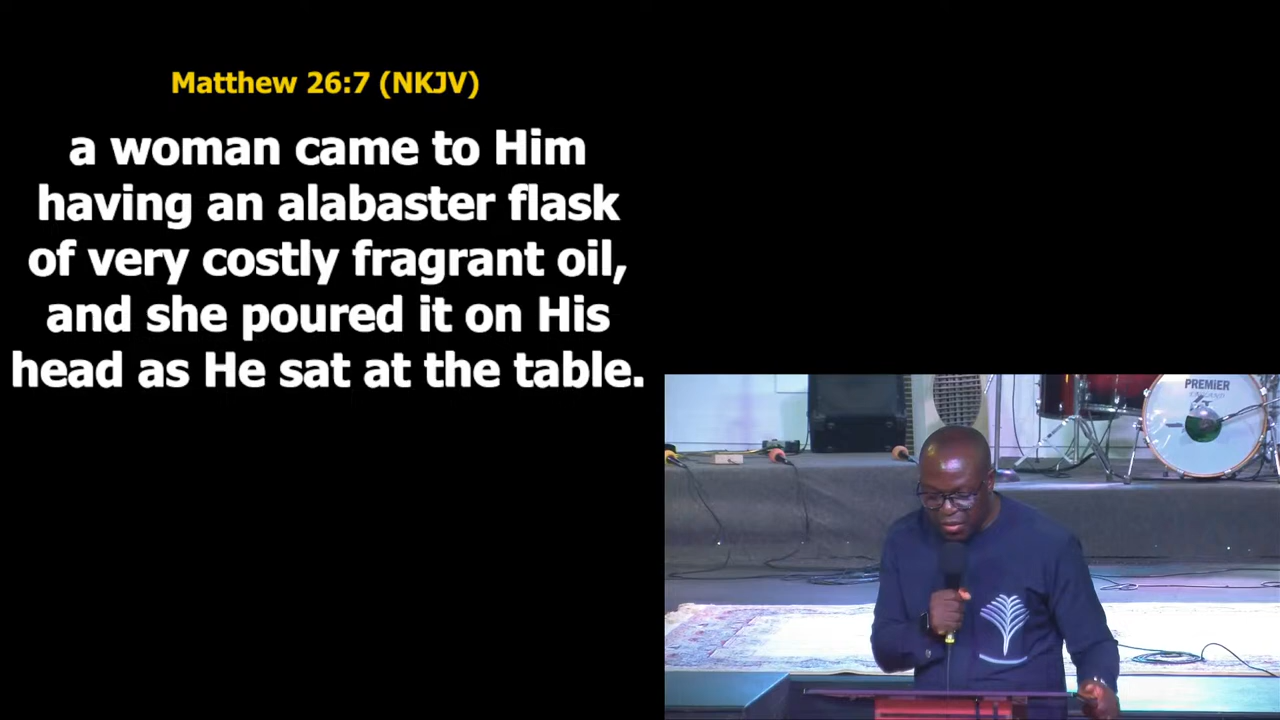 Matthew 26:7 (NKJV)
a woman came to Him
having an alabaster flask
of very costly fragrant oil,
and she poured it on His
head as He sat at the table.
PREMiER